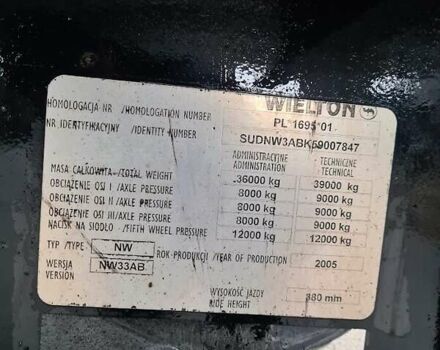 WIELTON
HOMOLOGACJA NR /HOMOLOGATION NUMBER PL*1695*01
NR IDENTYFIKACYJNY /IDENTITY NUMBER SUDNW3ABK59007847
ADMINISTRACYJNE TECHNICZNE
ADMINISTRATION TECHNICAL
MASA CAŁKOWITA /TOTAL WEIGHT 36000 kg 39000 kg
OBCIĄŻENIE OSI I /AXLE PRESSURE 8000 kg 9000 kg
OBCIĄŻENIE OSI II /AXLE PRESSURE 8000 kg 9000 kg
OBCIĄŻENIE OSI III /AXLE PRESSURE 8000 kg 9000 kg
NACISK NA SIODŁO /FIFTH WHEEL PRESSURE 12000 kg 12000 kg
TYP /TYPE NW ROK PRODUKCJI /YEAR OF PRODUCTION 2005
WERSJA
VERSION NW33AB
WYSOKOŚĆ JAZDY
RIDE HEIGHT 380 mm